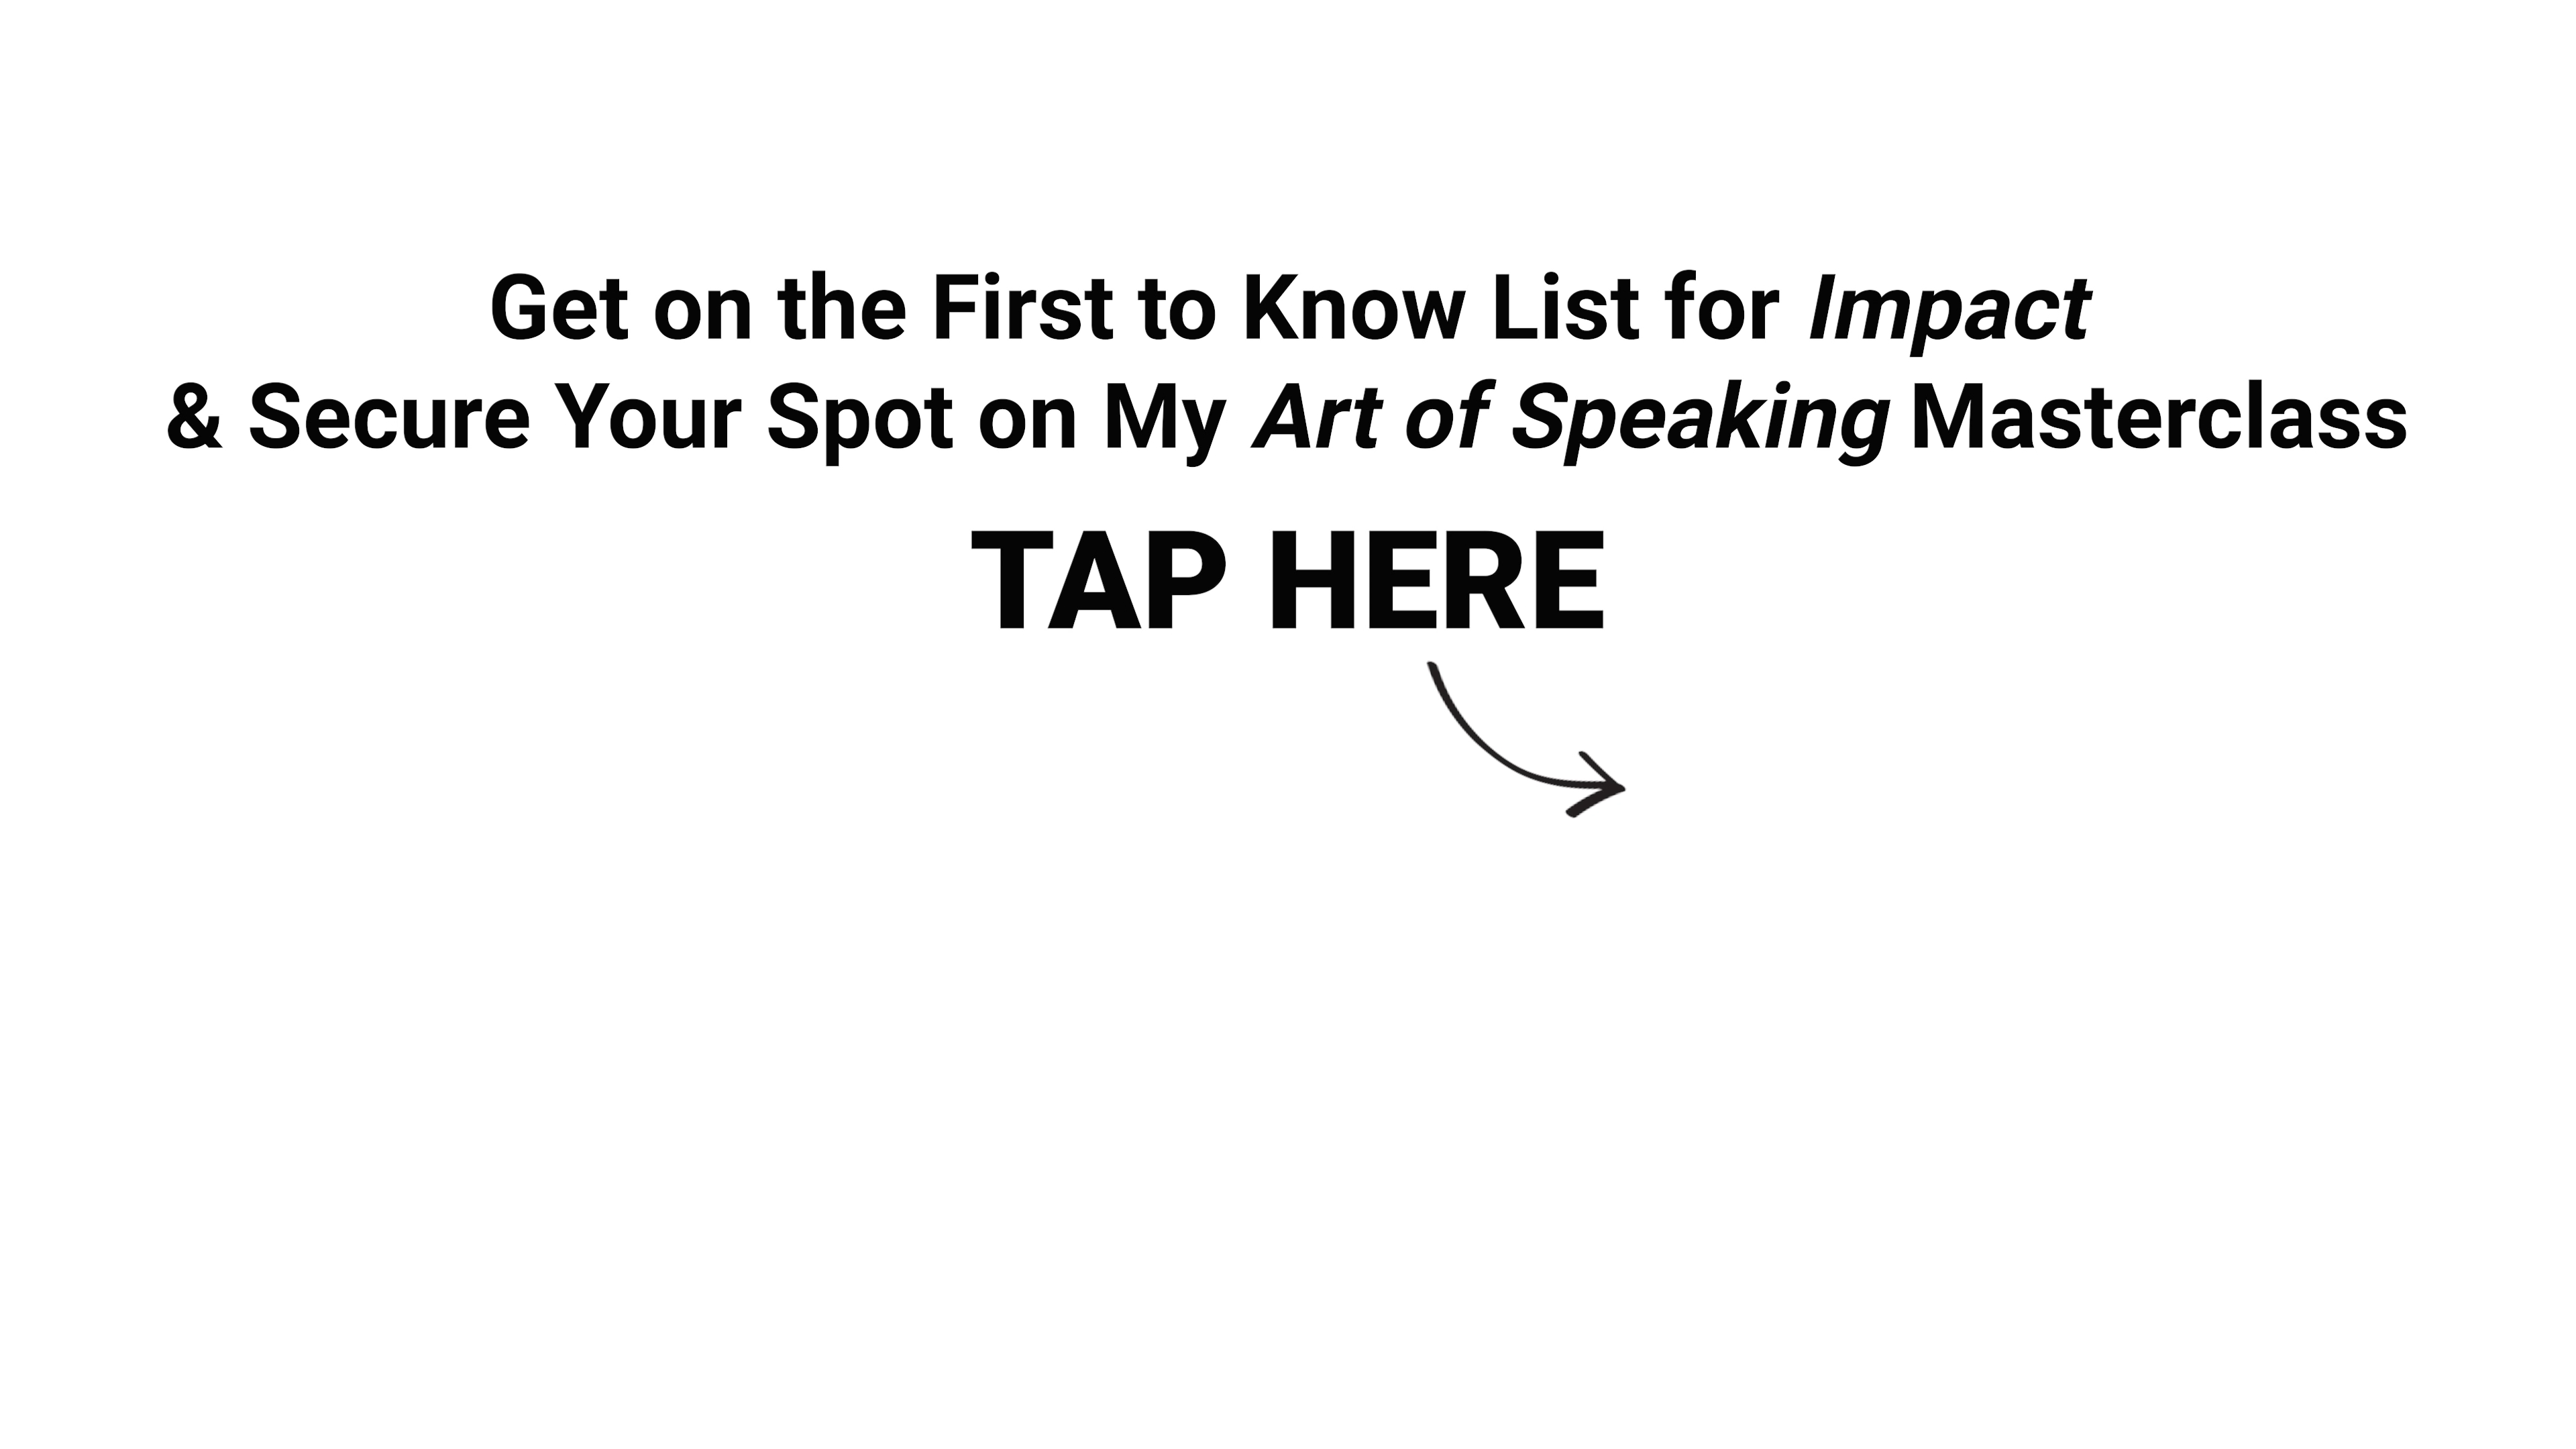 Get on the First to Know List for Impact
& Secure Your Spot on My Art of Speaking Masterclass
TAP HERE